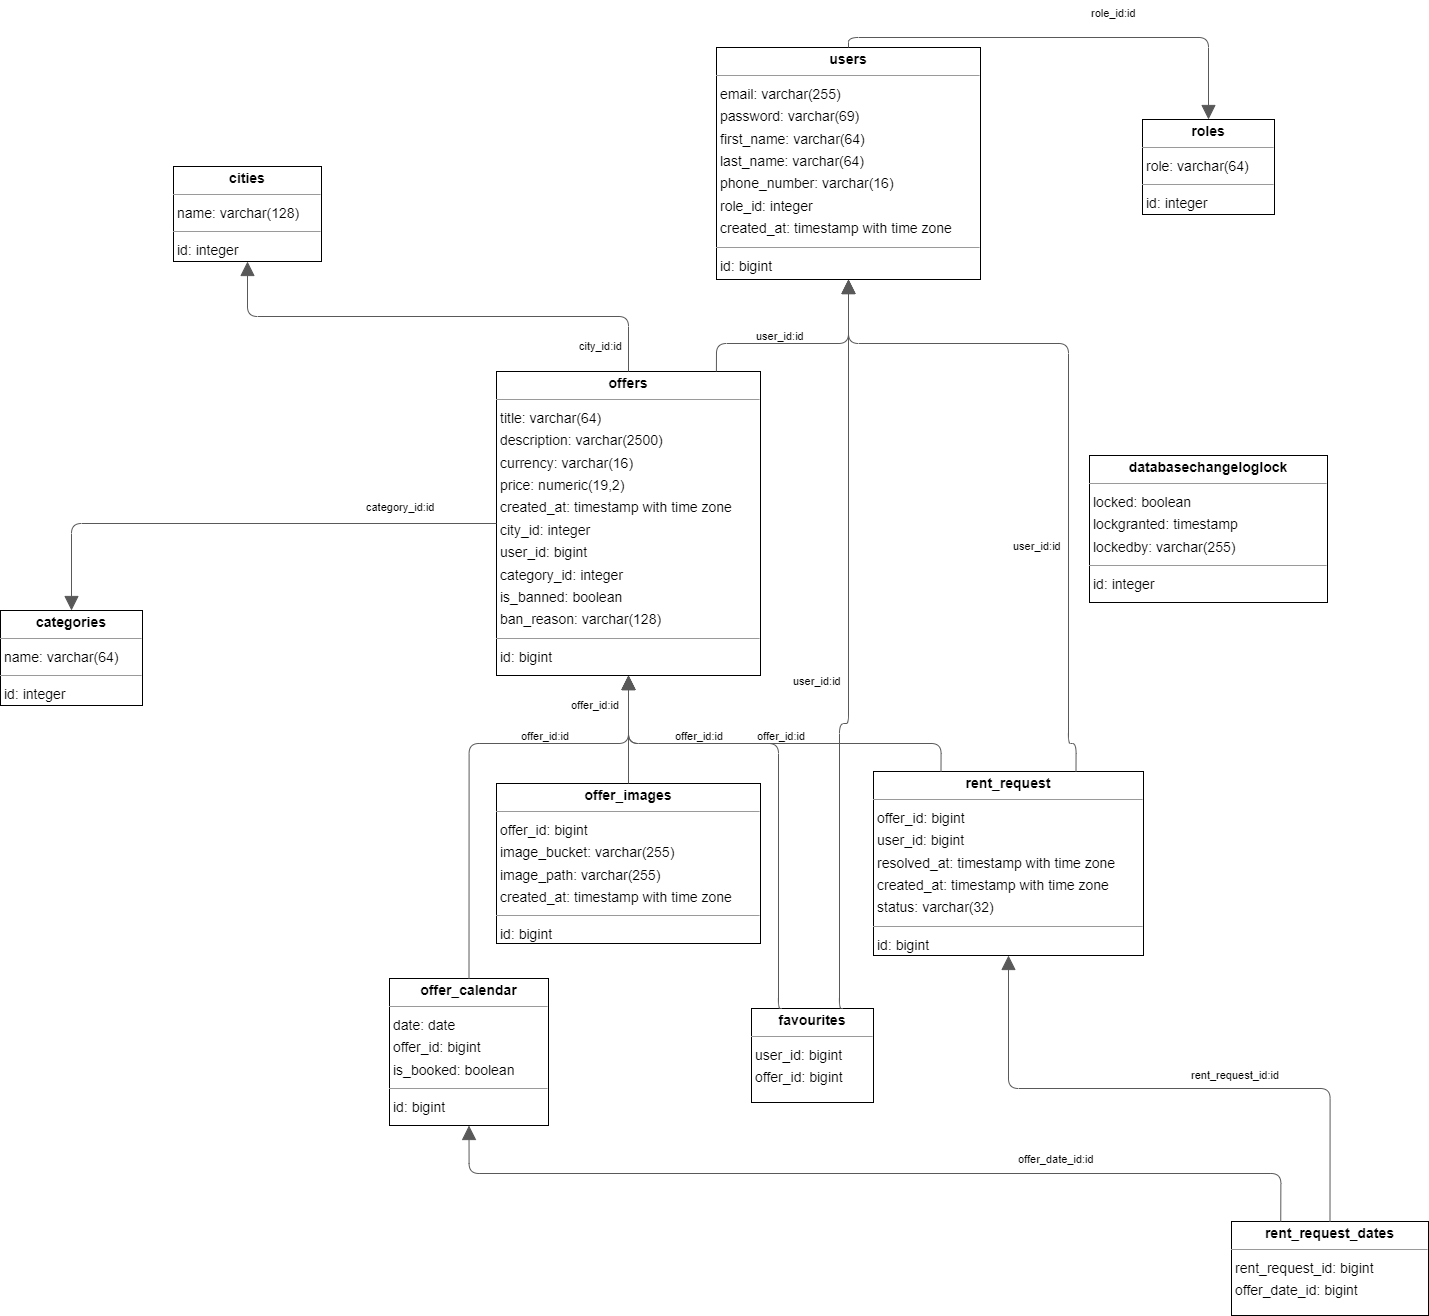 role_id:id
users
email: varchar(255)
password: varchar(69)
first_name: varchar(64)
last_name: varchar(64)
phone_number: varchar(16)
role_id: integer
created_at: timestamp with time zone
id: bigint
roles
role: varchar(64)
id: integer
cities
name: varchar(128)
id: integer
city_id:id
user_id:id
offers
title: varchar(64)
description: varchar(2500)
currency: varchar(16)
price: numeric(19,2)
created_at: timestamp with time zone
city_id: integer
user_id: bigint
category_id: integer
is_banned: boolean
ban_reason: varchar(128)
id: bigint
databasechangeloglock
locked: boolean
lockgranted: timestamp
lockedby: varchar(255)
id: integer
category_id:id
user_id:id
categories
name: varchar(64)
id: integer
user_id:id
offer_id:id
offer_id:id
offer_id:id
offer_id:id
offer_images
offer_id: bigint
image_bucket: varchar(255)
image_path: varchar(255)
created_at: timestamp with time zone
id: bigint
rent_request
offer_id: bigint
user_id: bigint
resolved_at: timestamp with time zone
created_at: timestamp with time zone
status: varchar(32)
id: bigint
offer_calendar
date: date
offer_id: bigint
is_booked: boolean
id: bigint
favourites
user_id: bigint
offer_id: bigint
rent_request_id:id
offer_date_id:id
rent_request_dates
rent_request_id: bigint
offer_date_id: bigint